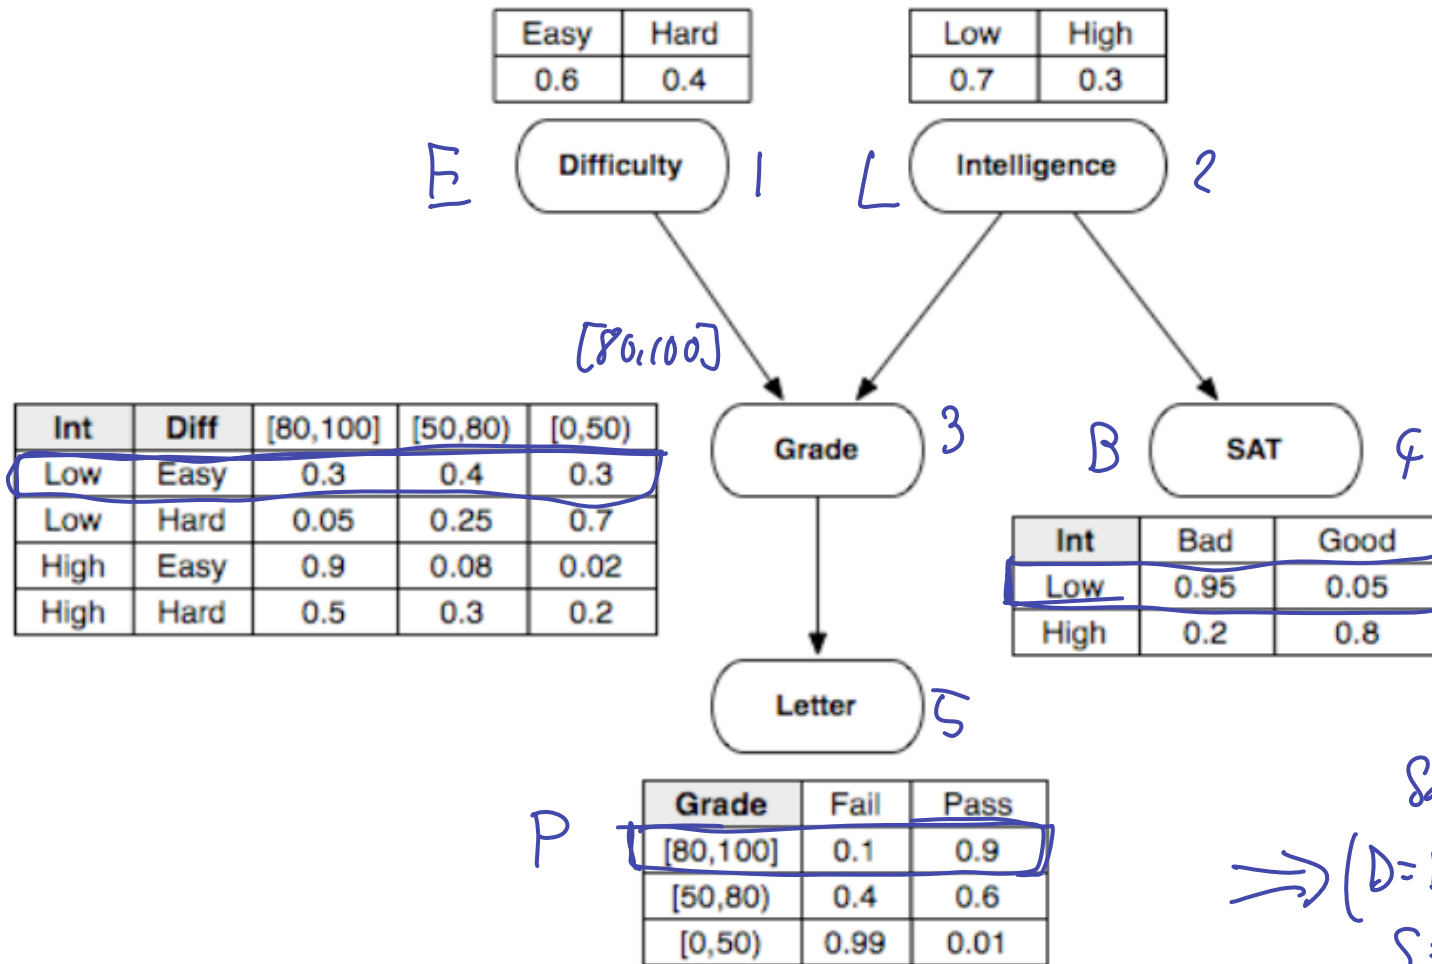 Easy Hard
0.6 0.4
Low High
0.7 0.3
E Difficulty 1 L Intelligence 2
[80,100]
Int Diff [80,100] [50,80) [0,50)
Low Easy 0.3 0.4 0.3
Low Hard 0.05 0.25 0.7
High Easy 0.9 0.08 0.02
High Hard 0.5 0.3 0.2
Grade 3 B SAT 4
Int Bad Good
Low 0.95 0.05
High 0.2 0.8
Letter 5
P
Grade Fail Pass
[80,100] 0.1 0.9
[50,80) 0.4 0.6
[0,50) 0.99 0.01
⇒ (D=
S=